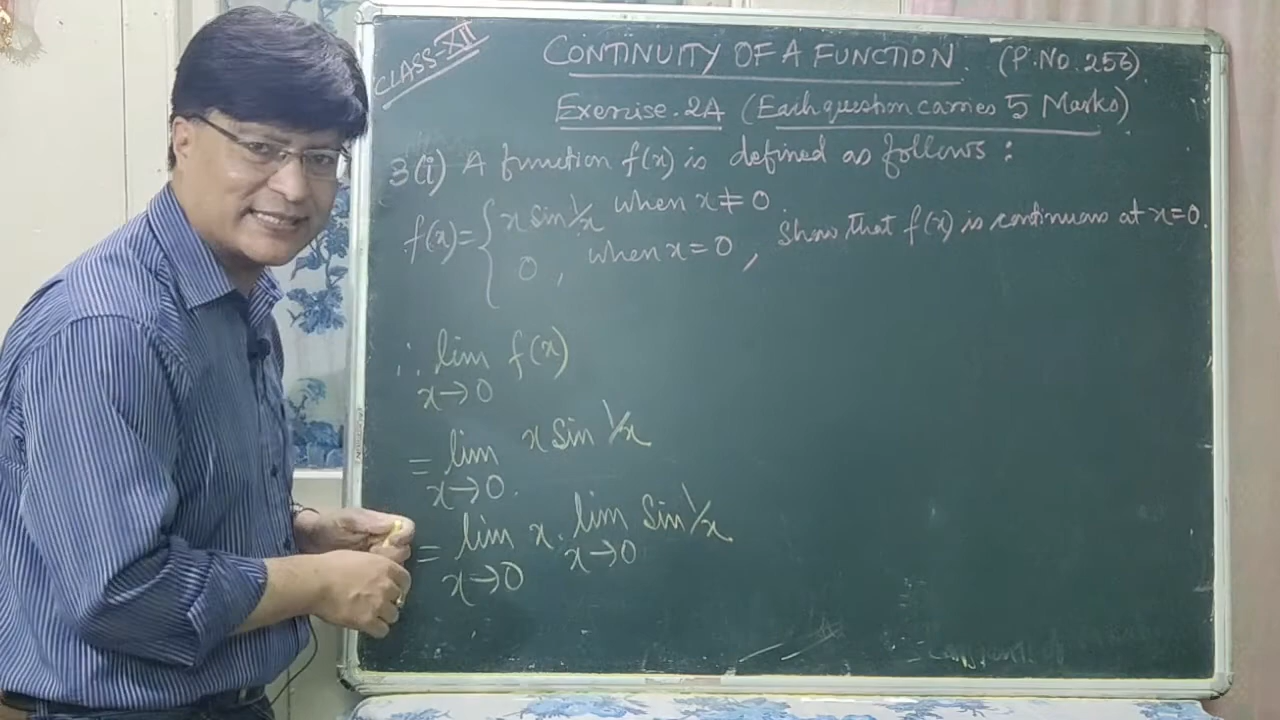 CLASS-XII
CONTINUITY OF A FUNCTION. (P.NO.256)
Exercise.2A (Each question carries 5 Marks)
3(i) A function f(x) is defined as follows:
f(x)={x sin 1/x when x≠0
0, when x=0, Show that f(x) is continuous at x=0.
∴ lim x→0 f(x)
= lim x→0 x sin 1/x
= lim x→0 x. lim x→0 sin 1/x